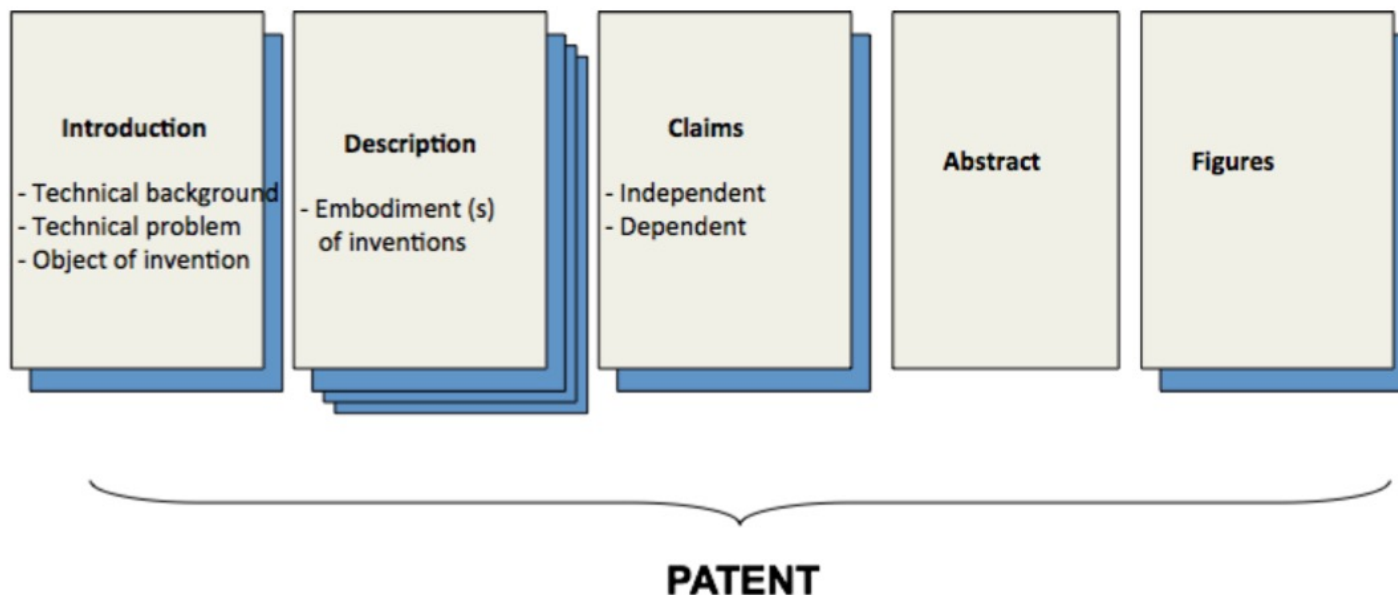 Introduction
- Technical background
- Technical problem
- Object of invention
Description
- Embodiment (s)
of inventions
Claims
- Independent
- Dependent
Abstract
Figures
PATENT